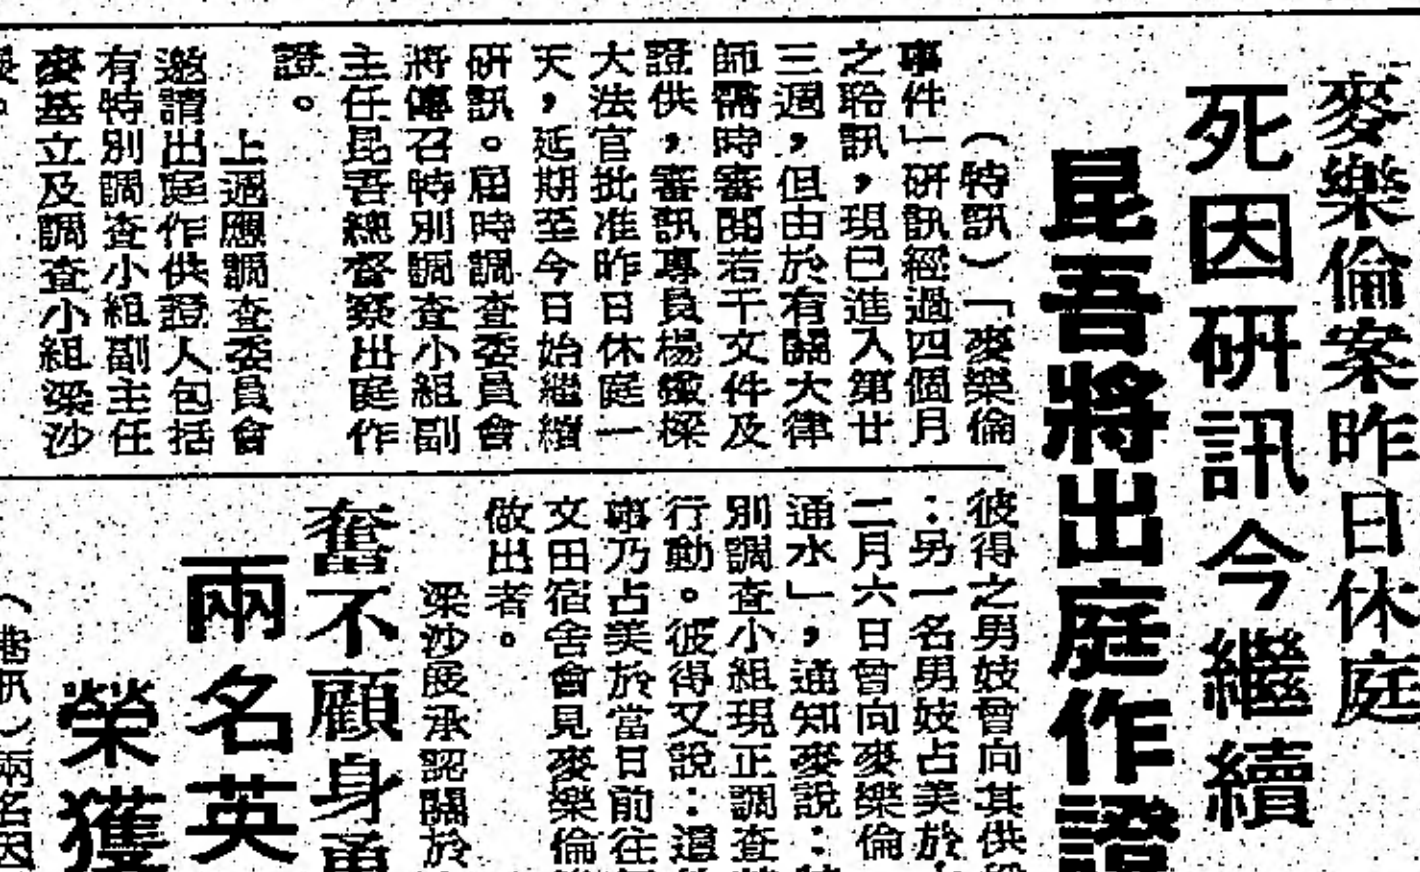 麥樂倫案昨日休庭
死因研訊今繼續
昆吾將出庭作證
（特訊）「麥樂倫
事件」研訊經過四個月
之聆訊，現已進入第廿
三週，但由於有關大律
師需時審閱若干文件及
證供，審訊專員楊鐵樑
大法官批准昨日休庭一
天，延期至今日始繼續
研訊。屆時調查委員會
將傳召特別調查小組副
主任昆吾總督察出庭作
證。
上週應調查委員會
邀請出庭作供證人包括
有特別調查小組副主任
麥基立及調查小組梁沙
彼得之男妓曾向其供
：另一名男妓占美於
二月六日曾向麥樂倫
通水」，通知麥說：
別調查小組現正調查
行動。彼得又說：這
事乃占美於當日前往
文田宿舍會見麥樂倫
做出者。
梁沙展承認關於
奮不顧身勇
兩名英
榮獲
（港訊）兩名因